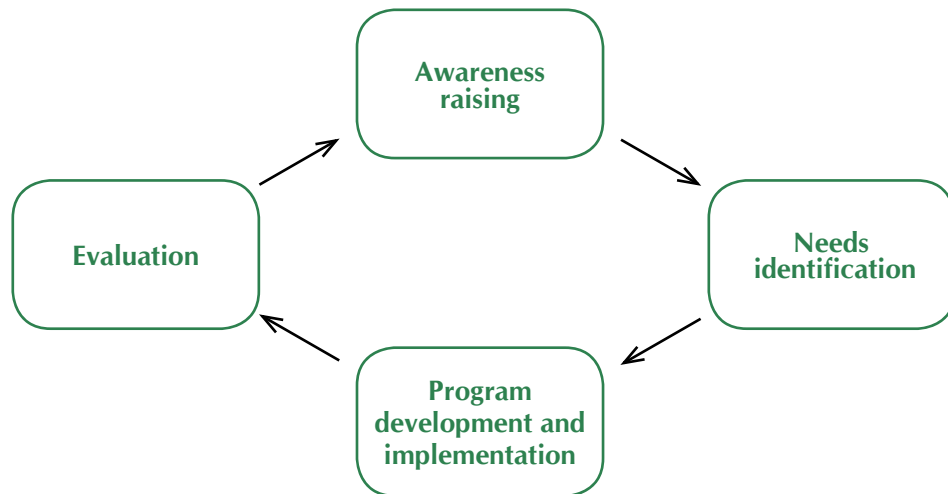 Awareness
raising
Needs
identification
Program
development and
implementation
Evaluation